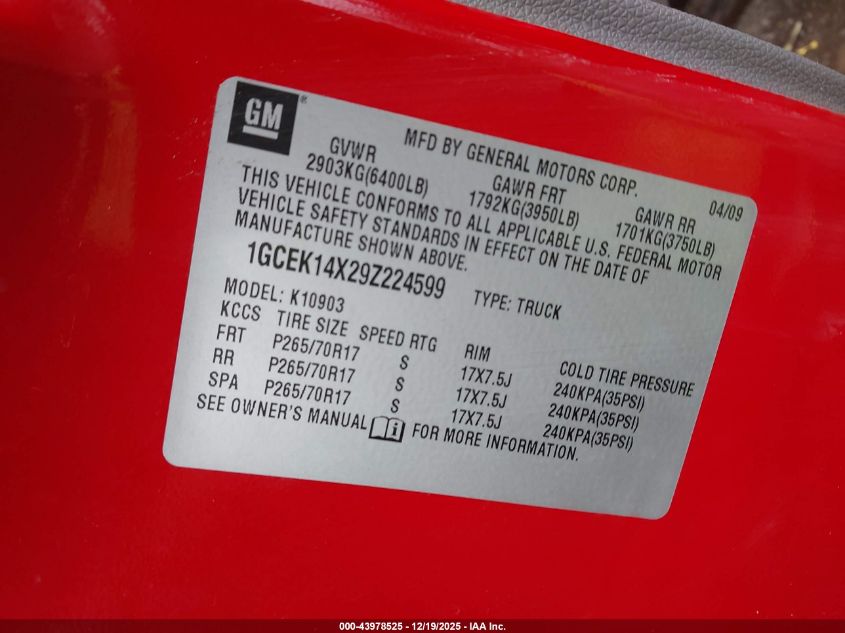 GM ®
MFD BY GENERAL MOTORS CORP.
04/09
GVWR GAWR FRT GAWR RR
2903KG(6400LB) 1792KG(3950LB) 1701KG(3750LB)
THIS VEHICLE CONFORMS TO ALL APPLICABLE U.S. FEDERAL MOTOR
VEHICLE SAFETY STANDARDS IN EFFECT ON THE DATE OF
MANUFACTURE SHOWN ABOVE.
1GCEK14X29Z224599 TYPE: TRUCK
MODEL: K10903
KCCS TIRE SIZE SPEED RTG RIM COLD TIRE PRESSURE
FRT P265/70R17 S 17X7.5J 240KPA(35PSI)
RR P265/70R17 S 17X7.5J 240KPA(35PSI)
SPA P265/70R17 S 17X7.5J 240KPA(35PSI)
SEE OWNER'S MANUAL i FOR MORE INFORMATION.
000-43978525 - 12/19/2025 - IAA Inc.